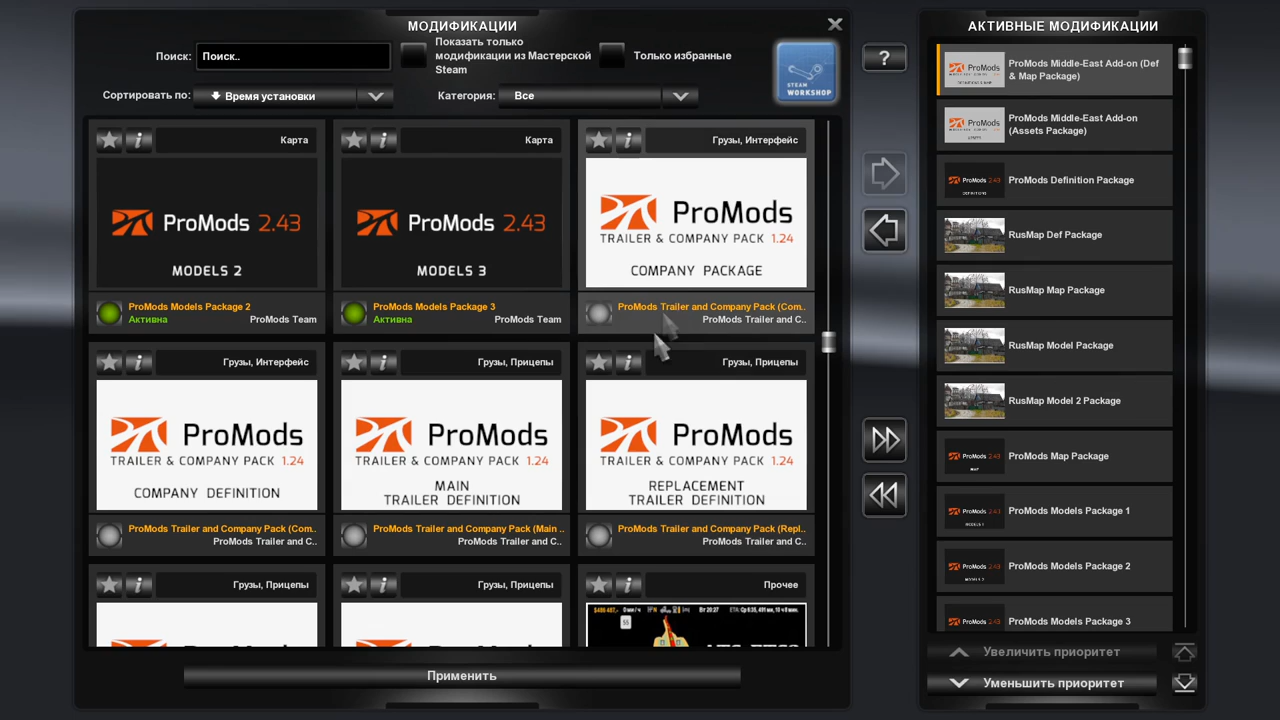 МОДИФИКАЦИИ
Поиск:
Поиск..
Показать только
модификации из Мастерской
Steam
Только избранные
STEAM
WORKSHOP
Сортировать по:
Время установки
Категория:
Все
Карта
ProMods 2.43
MODELS 2
ProMods Models Package 2
Активна
ProMods Team
Карта
ProMods 2.43
MODELS 3
ProMods Models Package 3
Активна
ProMods Team
Грузы, Интерфейс
ProMods
TRAILER & COMPANY PACK 1.24
COMPANY PACKAGE
ProMods Trailer and Company Pack (Com..
ProMods Trailer and C..
Грузы, Интерфейс
ProMods
TRAILER & COMPANY PACK 1.24
COMPANY DEFINITION
ProMods Trailer and Company Pack (Com..
ProMods Trailer and C..
Грузы, Прицепы
ProMods
TRAILER & COMPANY PACK 1.24
MAIN
TRAILER DEFINITION
ProMods Trailer and Company Pack (Main ..
ProMods Trailer and C..
Грузы, Прицепы
ProMods
TRAILER & COMPANY PACK 1.24
REPLACEMENT
TRAILER DEFINITION
ProMods Trailer and Company Pack (Repl..
ProMods Trailer and C..
Грузы, Прицепы
Грузы, Прицепы
Прочее
Применить
?
АКТИВНЫЕ МОДИФИКАЦИИ
ProMods Middle-East Add-on (Def
& Map Package)
ProMods Middle-East Add-on
(Assets Package)
ProMods Definition Package
RusMap Def Package
RusMap Map Package
RusMap Model Package
RusMap Model 2 Package
ProMods Map Package
ProMods Models Package 1
ProMods Models Package 2
ProMods Models Package 3
Увеличить приоритет
Уменьшить приоритет